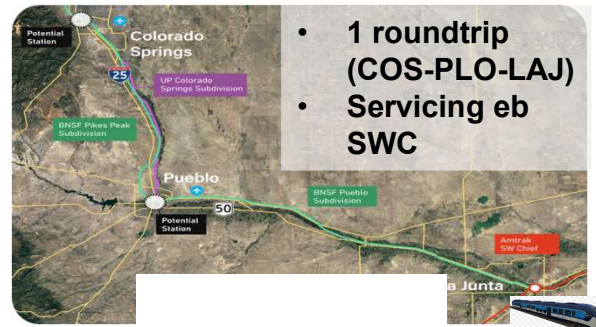 • 1 roundtrip
(COS-PLO-LAJ)
• Servicing eb
SWC
Potential
Station
Colorado
Springs
25
UP Colorado
Springs Subdivision
BNSF Pikes Peak
Subdivision
Pueblo
50
BNSF Pueblo
Subdivision
Potential
Station
Amtrak
SW Chief
a Junta